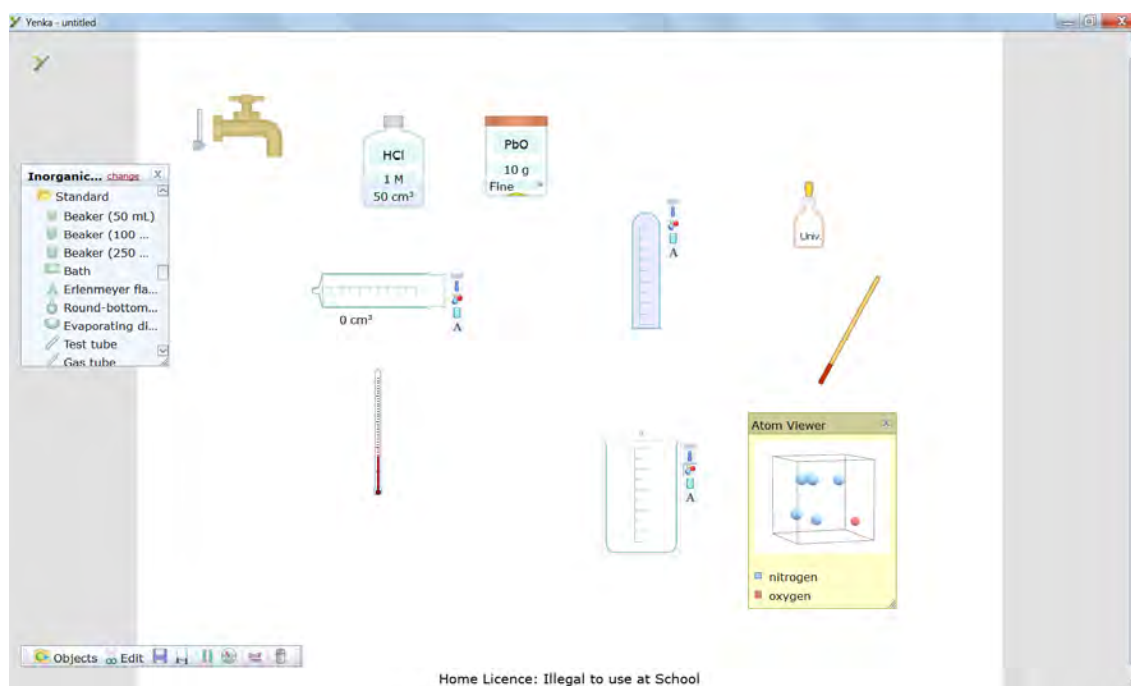 Yenka - untitled
HCl
1 M
50 cm³
PbO
10 g
Fine
Inorganic... change X
Standard
Beaker (50 mL)
Beaker (100 ...
Beaker (250 ...
Bath
Erlenmeyer fla...
Round-bottom...
Evaporating di...
Test tube
Gas tube
Univ.
A
0 cm³
A
Atom Viewer
A
nitrogen
oxygen
Objects Edit
Home Licence: Illegal to use at School